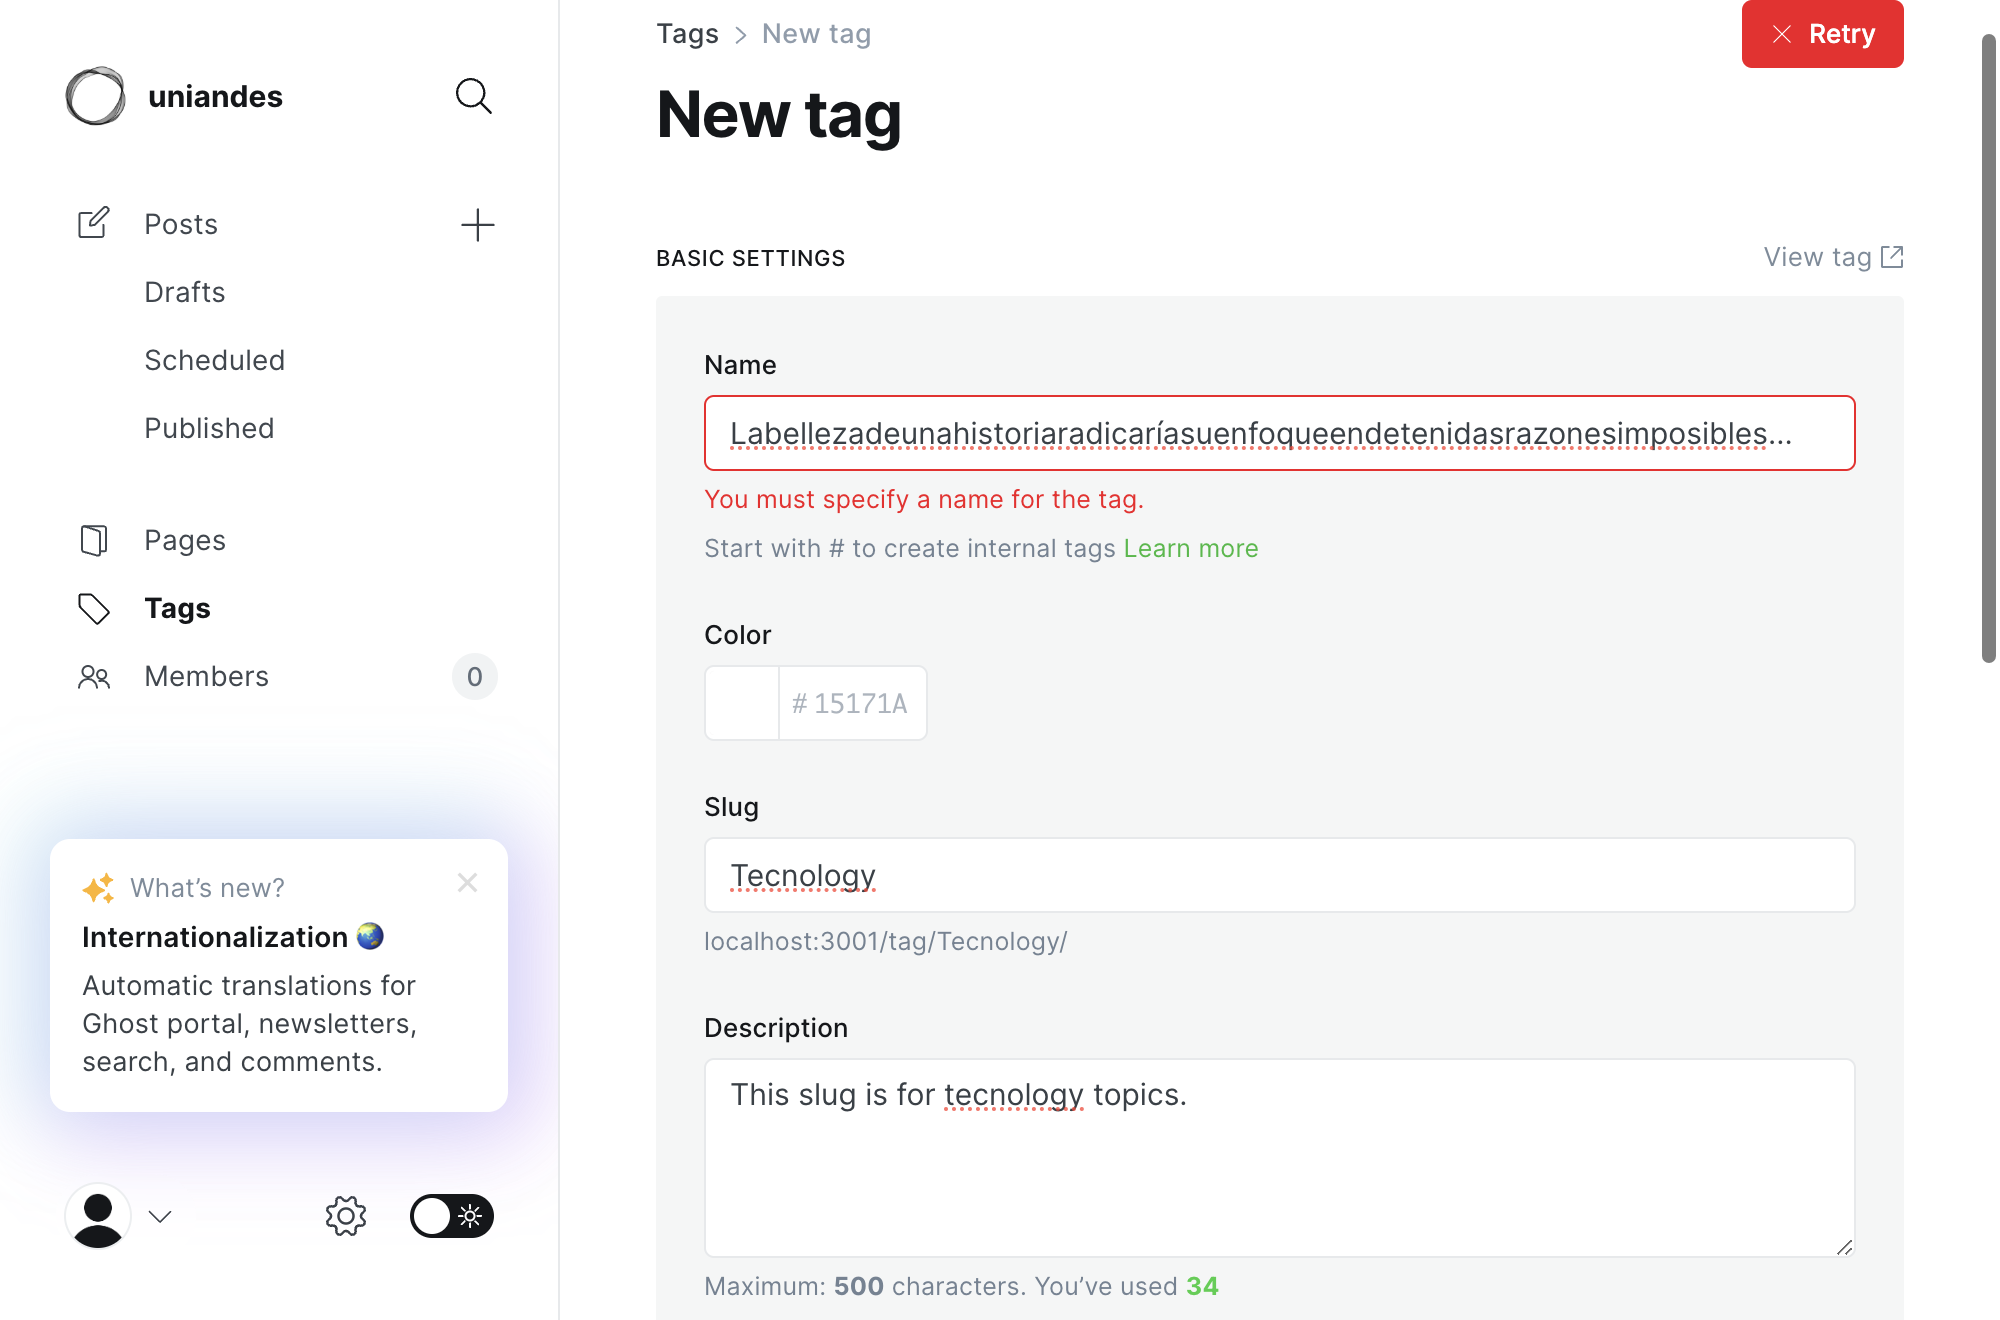 uniandes
Posts
Drafts
Scheduled
Published
Pages
Tags
Members
0
What’s new?
Internationalization
Automatic translations for
Ghost portal, newsletters,
search, and comments.
Tags > New tag
Retry
New tag
BASIC SETTINGS
View tag
Name
Labellezadeunahistoriaradicaríasuenfoqueendetenidasrazonesimposibles...
You must specify a name for the tag.
Start with # to create internal tags Learn more
Color
# 15171A
Slug
Tecnology
localhost:3001/tag/Tecnology/
Description
This slug is for tecnology topics.
Maximum: 500 characters. You’ve used 34